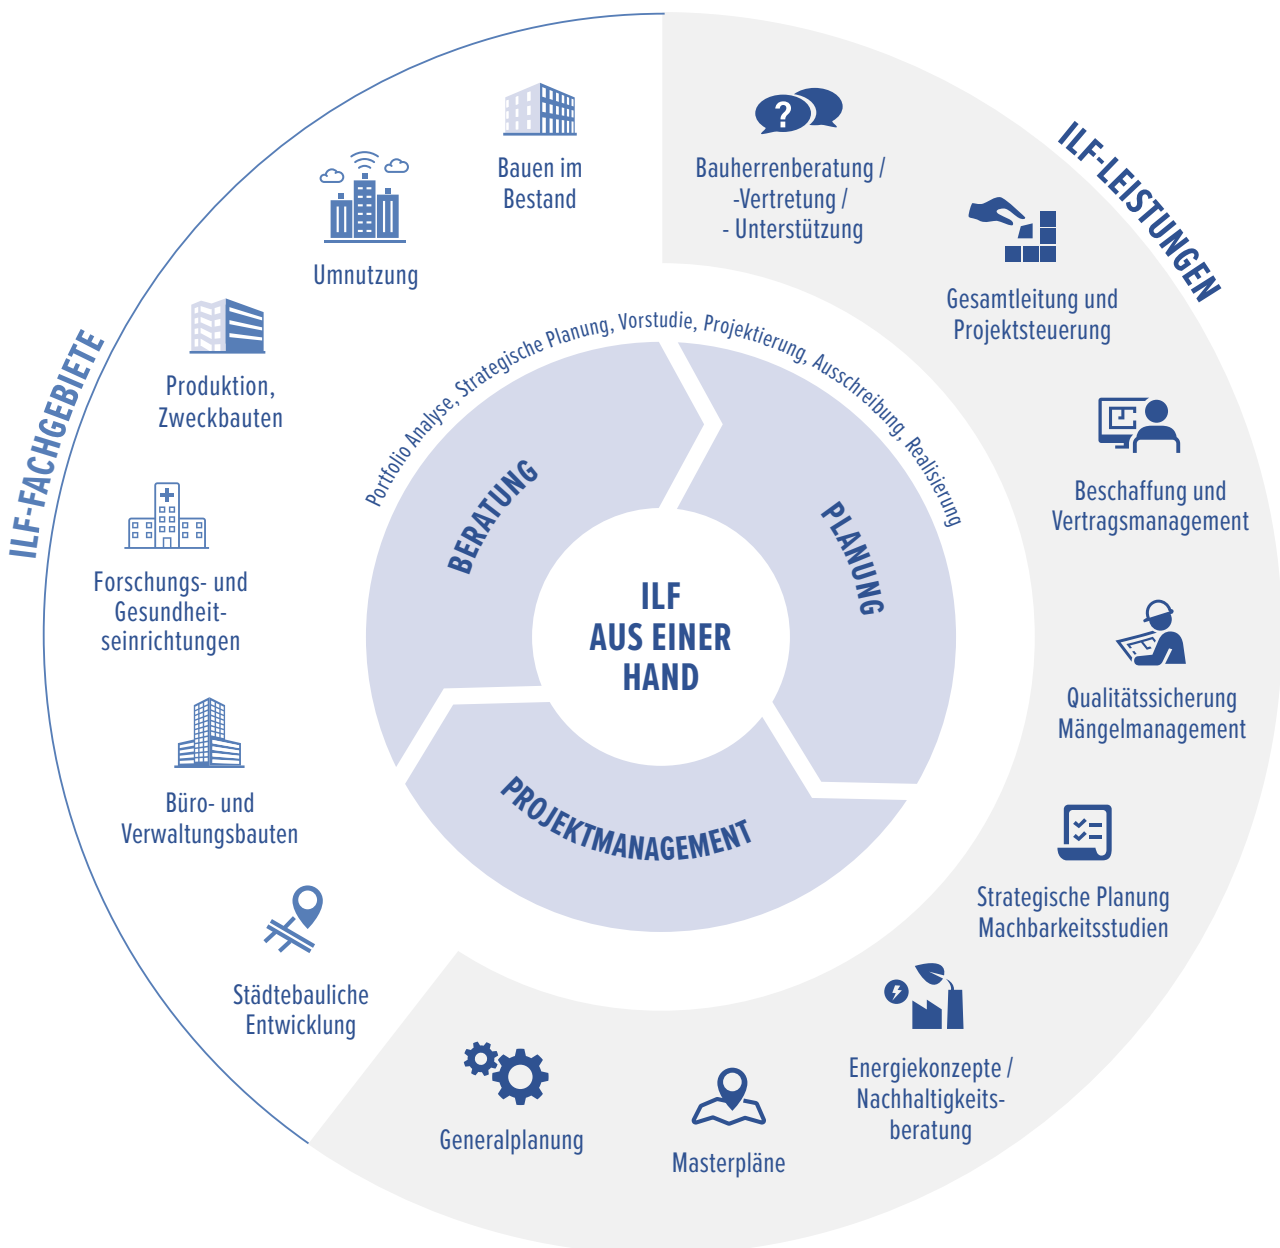 ILF-FACHGEBIETE
Bauen im
Bestand
Umnutzung
Produktion,
Zweckbauten
Forschungs- und
Gesundheit-
seinrichtungen
Büro- und
Verwaltungsbauten
Städtebauliche
Entwicklung
ILF-LEISTUNGEN
?
Bauherrenberatung /
-Vertretung /
- Unterstützung
Gesamtleitung und
Projektsteuerung
Beschaffung und
Vertragsmanagement
Qualitätssicherung
Mängelmanagement
Strategische Planung
Machbarkeitsstudien
Energiekonzepte /
Nachhaltigkeits-
beratung
Masterpläne
Generalplanung
Portfolio Analyse, Strategische Planung, Vorstudie, Projektierung, Ausschreibung, Realisierung
BERATUNG
PLANUNG
PROJEKTMANAGEMENT
ILF
AUS EINER
HAND